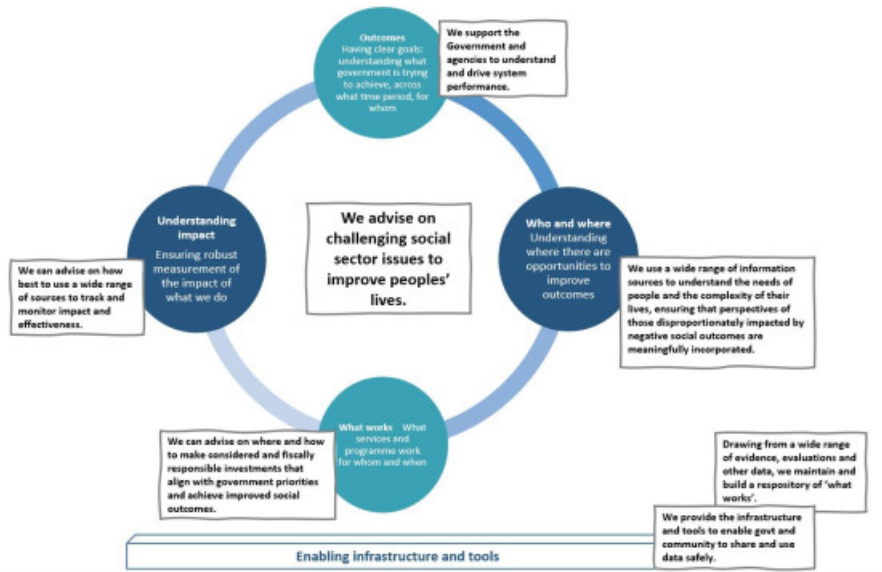 Outcomes
Having clear goals:
understanding what
government is trying
to achieve, across
what time period, for
whom
We support the
Government and
agencies to understand
and drive system
performance.
Understanding
impact
Ensuring robust
measurement of
the impact of
what we do
We can advise on how
best to use a wide range
of sources to track and
monitor impact and
effectiveness.
We advise on
challenging social
sector issues to
improve peoples’
lives.
Who and where
Understanding
where there are
opportunities to
improve
outcomes
We use a wide range of information
sources to understand the needs of
people and the complexity of their
lives, ensuring that perspectives of
those disproportionately impacted by
negative social outcomes are
meaningfully incorporated.
What works What
services and
programme work
for whom and when
We can advise on where and how
to make considered and fiscally
responsible investments that
align with government priorities
and achieve improved social
outcomes.
Drawing from a wide range
of evidence, evaluations and
other data, we maintain and
build a respository of ‘what
works’.
We provide the infrastructure
and tools to enable govt and
community to share and use
data safely.
Enabling infrastructure and tools